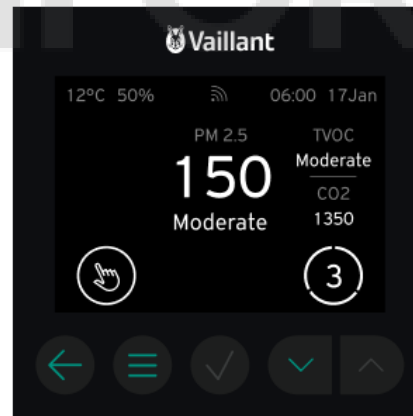 Vaillant
12°C 50% 06:00 17Jan
PM 2.5 TVOC
150 Moderate
CO2
Moderate 1350
3